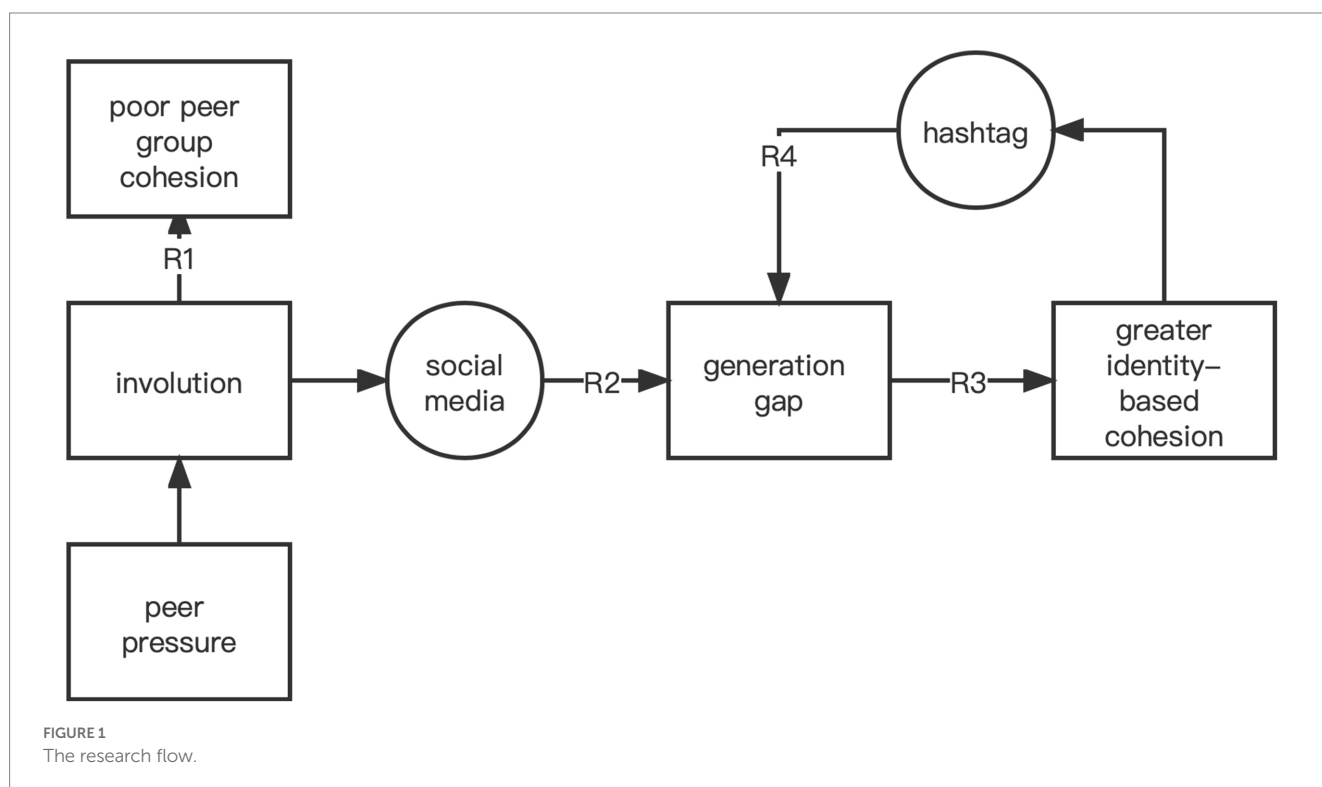 poor peer
group
cohesion
R1
involution
peer
pressure
social
media
R2
generation
gap
R3
greater
identity–
based
cohesion
hashtag
R4
FIGURE 1
The research flow.